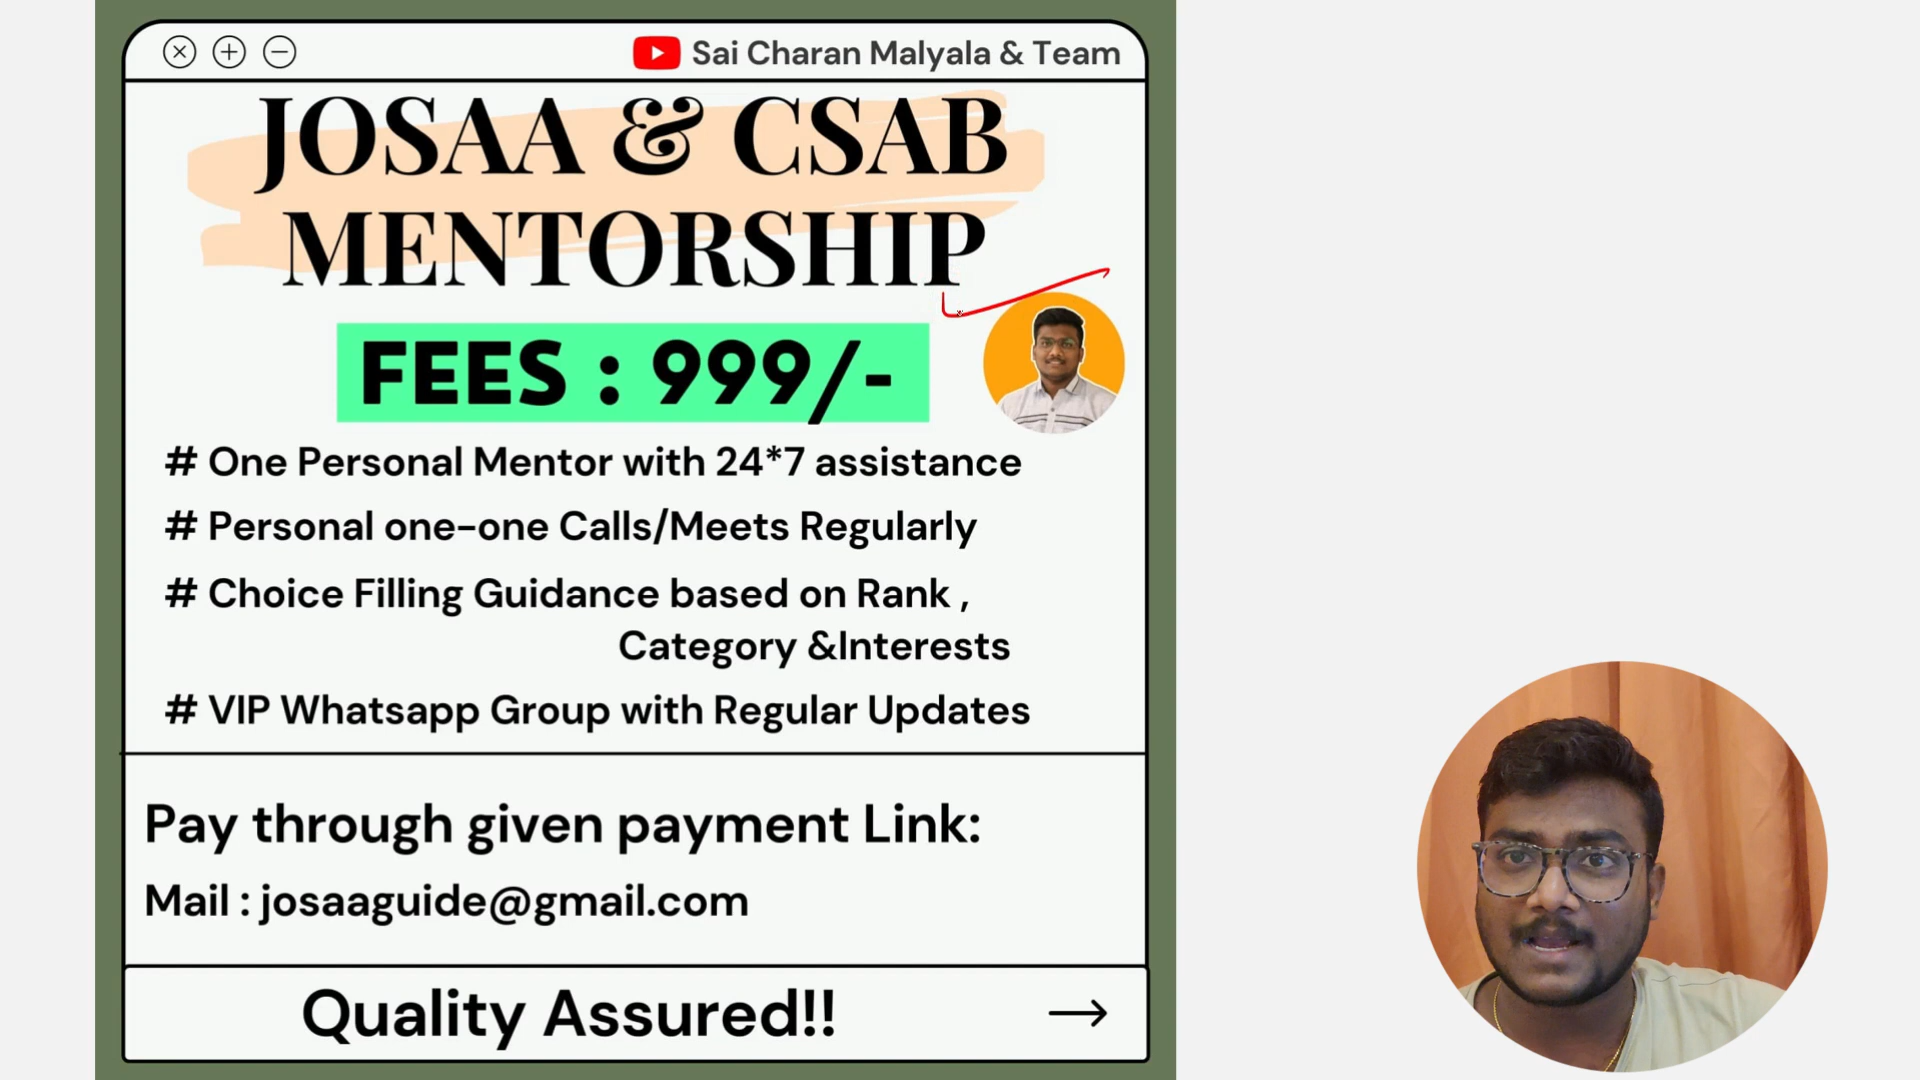 Sai Charan Malyala & Team
JOSAA & CSAB
MENTORSHIP
FEES : 999/-
# One Personal Mentor with 24*7 assistance
# Personal one-one Calls/Meets Regularly
# Choice Filling Guidance based on Rank ,
Category &Interests
# VIP Whatsapp Group with Regular Updates
Pay through given payment Link:
Mail : josaaguide@gmail.com
Quality Assured!!